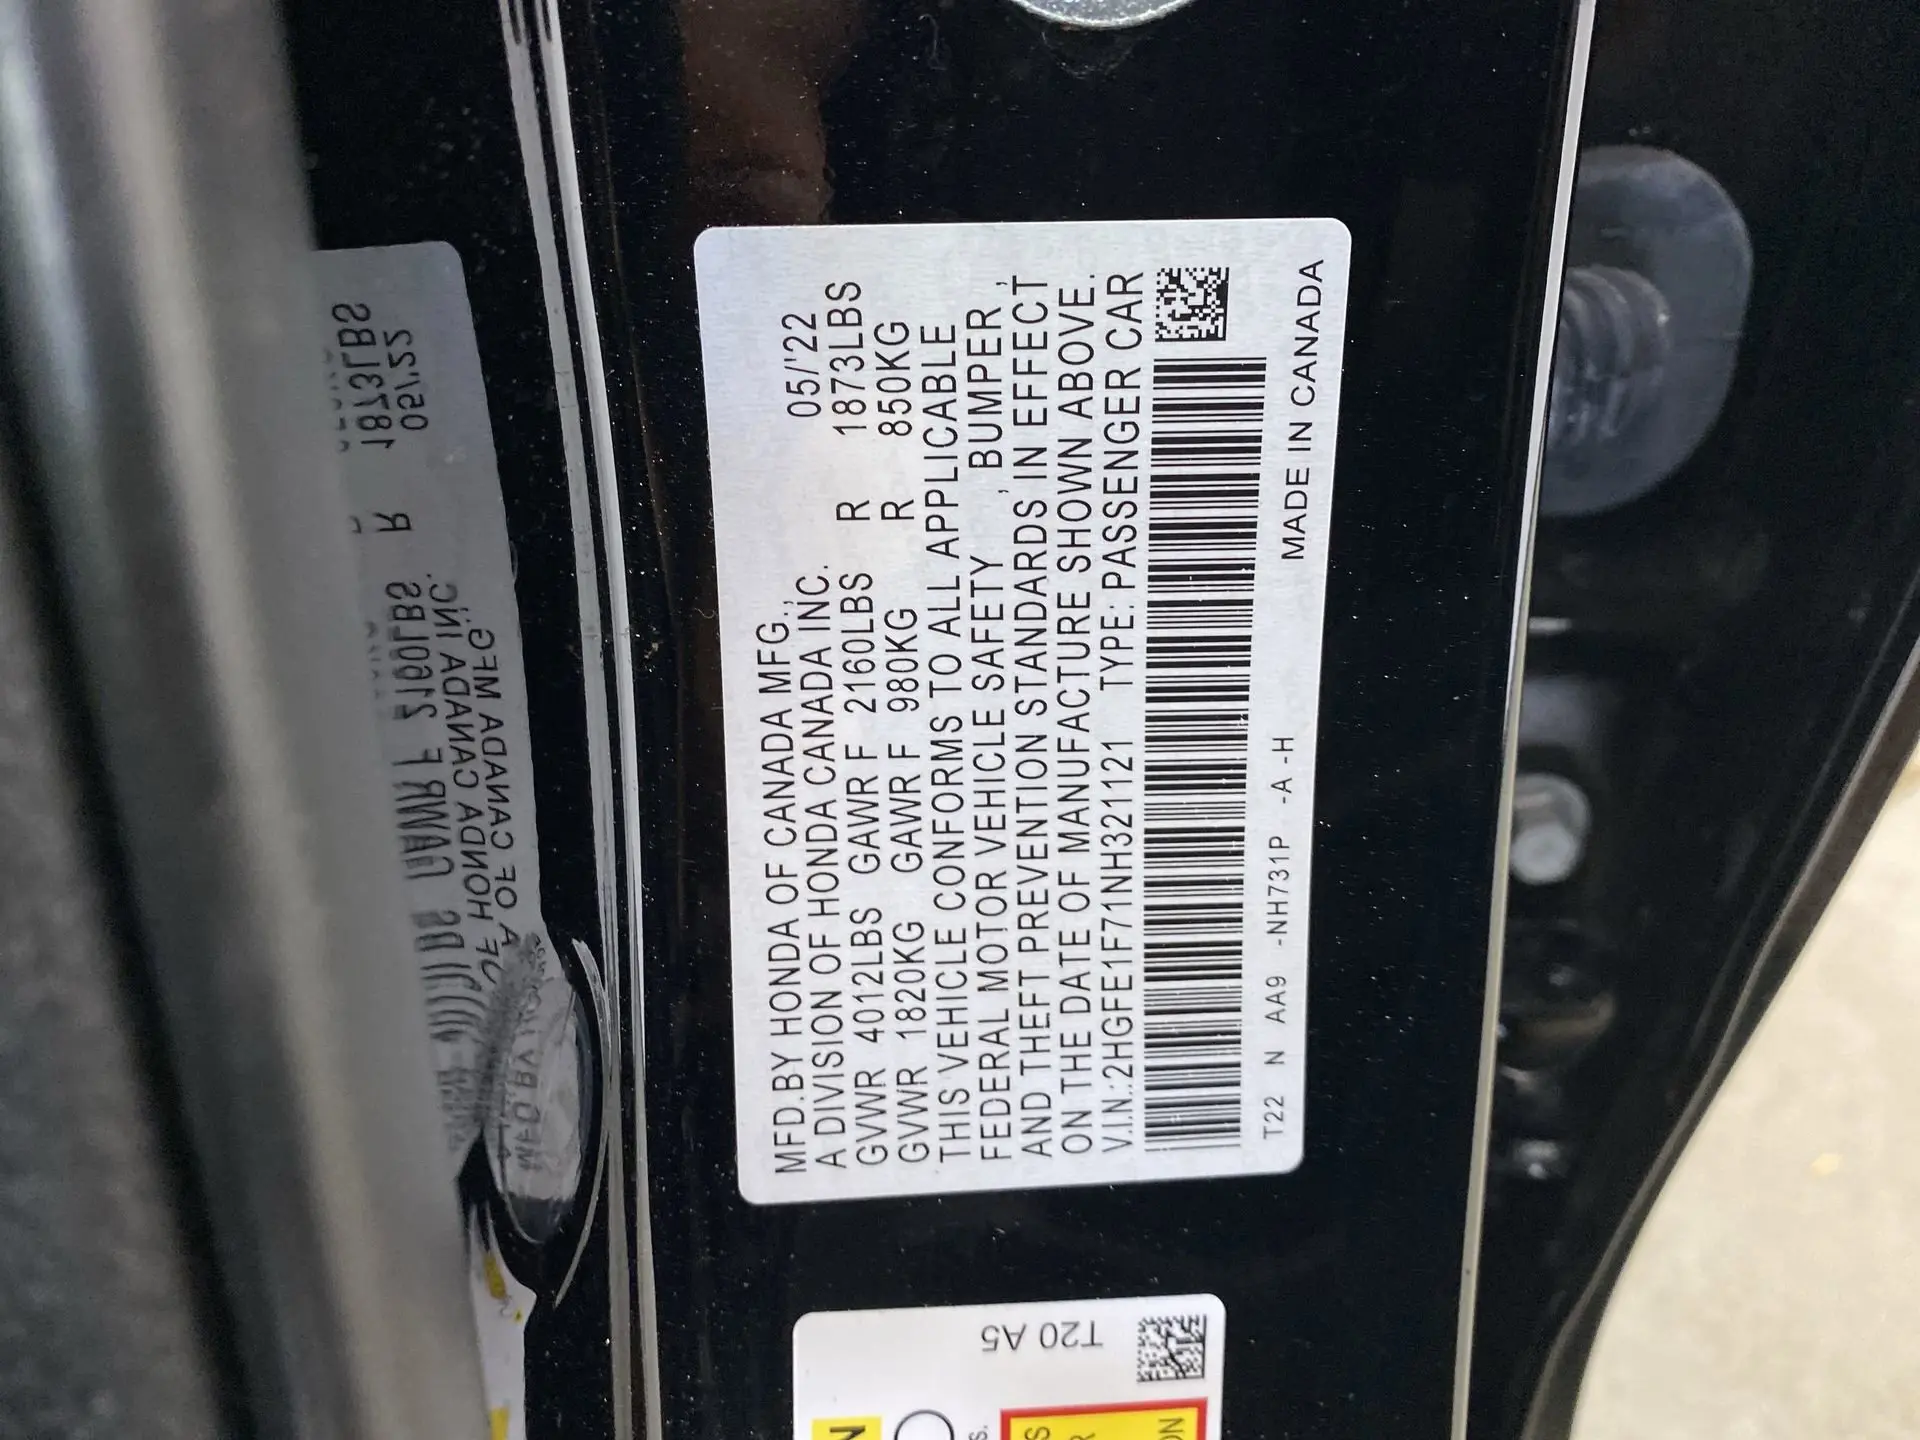 MFD.BY HONDA OF CANADA MFG.,
A DIVISION OF HONDA CANADA INC.
05/'22
GVWR 4012LBS GAWR F 2160LBS R 1873LBS
GVWR 1820KG GAWR F 980KG R 850KG
THIS VEHICLE CONFORMS TO ALL APPLICABLE
FEDERAL MOTOR VEHICLE SAFETY , BUMPER ,
AND THEFT PREVENTION STANDARDS IN EFFECT
ON THE DATE OF MANUFACTURE SHOWN ABOVE.
V.I.N.:2HGFE1F71NH321121 TYPE: PASSENGER CAR
T22 N AA9 -NH731P -A -H
MADE IN CANADA
T20 A5